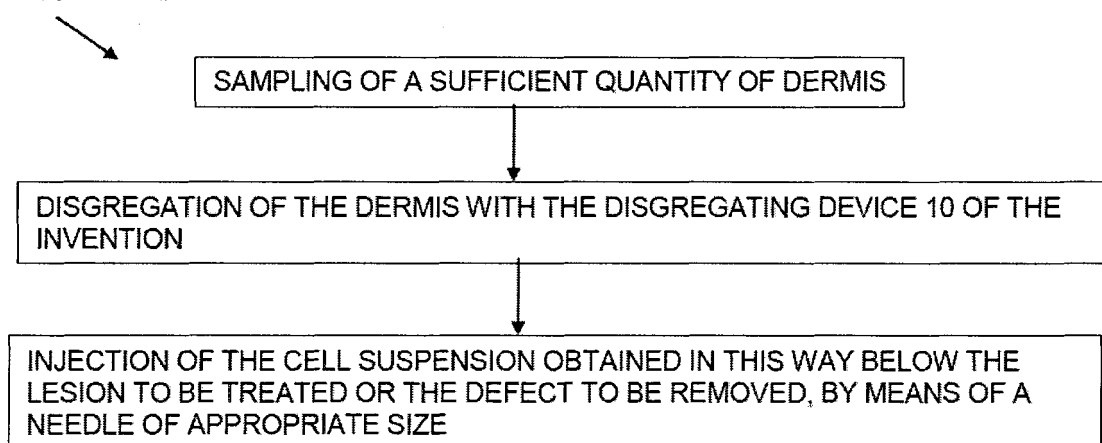 SAMPLING OF A SUFFICIENT QUANTITY OF DERMIS
DISGREGATION OF THE DERMIS WITH THE DISGREGATING DEVICE 10 OF THE
INVENTION
INJECTION OF THE CELL SUSPENSION OBTAINED IN THIS WAY BELOW THE
LESION TO BE TREATED OR THE DEFECT TO BE REMOVED, BY MEANS OF A
NEEDLE OF APPROPRIATE SIZE